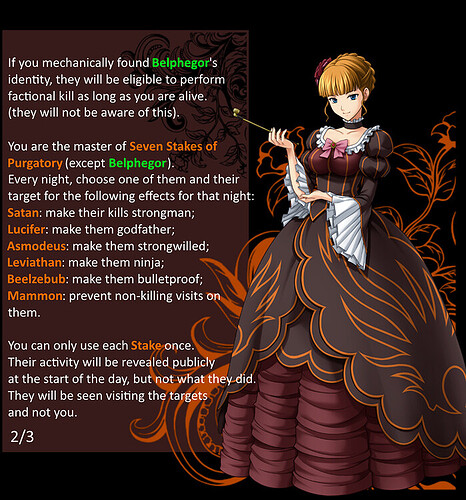 If you mechanically found Belphegor's
identity, they will be eligible to perform
factional kill as long as you are alive.
(they will not be aware of this).
You are the master of Seven Stakes of
Purgatory (except Belphegor).
Every night, choose one of them and their
target for the following effects for that night:
Satan: make their kills strongman;
Lucifer: make them godfather;
Asmodeus: make them strongwilled;
Leviathan: make them ninja;
Beelzebub: make them bulletproof;
Mammon: prevent non-killing visits on
them.
You can only use each Stake once.
Their activity will be revealed publicly
at the start of the day, but not what they did.
They will be seen visiting the targets
and not you.
2/3